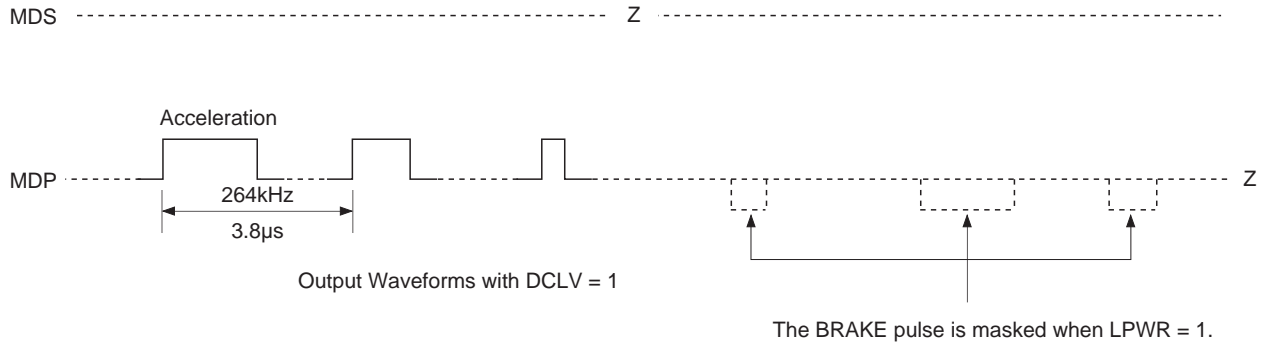 MDS Z
Acceleration
MDP Z
264kHz
3.8µs
Output Waveforms with DCLV = 1
The BRAKE pulse is masked when LPWR = 1.